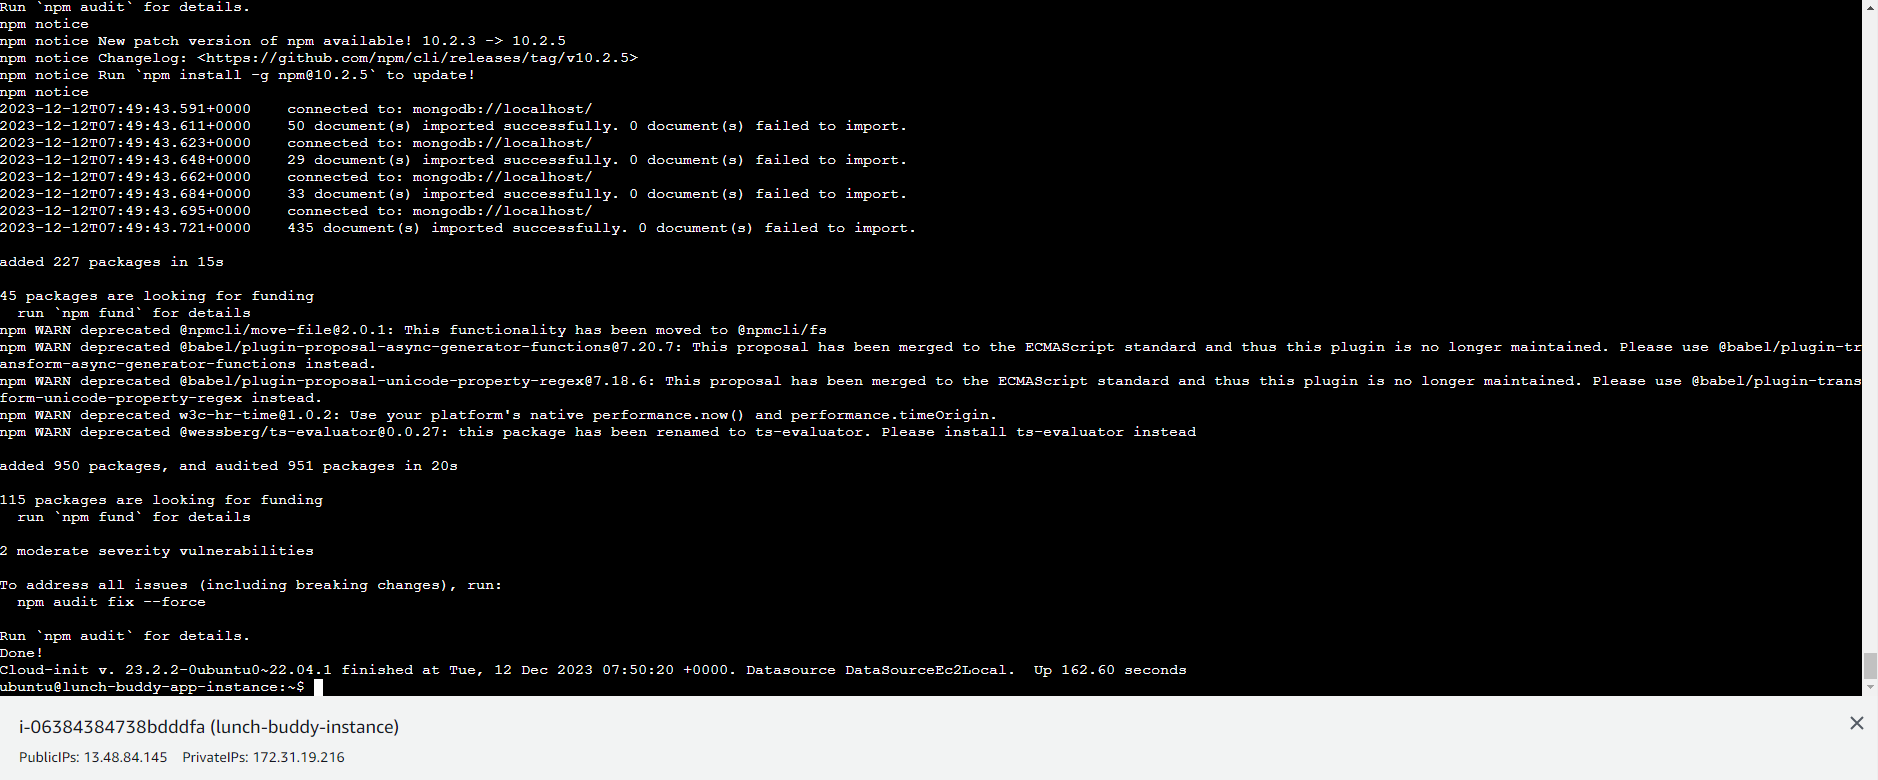 Run `npm audit` for details.
npm notice
npm notice New patch version of npm available! 10.2.3 -> 10.2.5
npm notice Changelog: <https://github.com/npm/cli/releases/tag/v10.2.5>
npm notice Run `npm install -g npm@10.2.5` to update!
npm notice
2023-12-12T07:49:43.591+0000    connected to: mongodb://localhost/
2023-12-12T07:49:43.611+0000    50 document(s) imported successfully. 0 document(s) failed to import.
2023-12-12T07:49:43.623+0000    connected to: mongodb://localhost/
2023-12-12T07:49:43.648+0000    29 document(s) imported successfully. 0 document(s) failed to import.
2023-12-12T07:49:43.662+0000    connected to: mongodb://localhost/
2023-12-12T07:49:43.684+0000    33 document(s) imported successfully. 0 document(s) failed to import.
2023-12-12T07:49:43.695+0000    connected to: mongodb://localhost/
2023-12-12T07:49:43.721+0000    435 document(s) imported successfully. 0 document(s) failed to import.
added 227 packages in 15s
45 packages are looking for funding
  run `npm fund` for details
npm WARN deprecated @npmcli/move-file@2.0.1: This functionality has been moved to @npmcli/fs
npm WARN deprecated @babel/plugin-proposal-async-generator-functions@7.20.7: This proposal has been merged to the ECMAScript standard and thus this plugin is no longer maintained. Please use @babel/plugin-tr
ansform-async-generator-functions instead.
npm WARN deprecated @babel/plugin-proposal-unicode-property-regex@7.18.6: This proposal has been merged to the ECMAScript standard and thus this plugin is no longer maintained. Please use @babel/plugin-trans
form-unicode-property-regex instead.
npm WARN deprecated w3c-hr-time@1.0.2: Use your platform's native performance.now() and performance.timeOrigin.
npm WARN deprecated @wessberg/ts-evaluator@0.0.27: this package has been renamed to ts-evaluator. Please install ts-evaluator instead
added 950 packages, and audited 951 packages in 20s
115 packages are looking for funding
  run `npm fund` for details
2 moderate severity vulnerabilities
To address all issues (including breaking changes), run:
  npm audit fix --force
Run `npm audit` for details.
Done!
Cloud-init v. 23.2.2-0ubuntu0~22.04.1 finished at Tue, 12 Dec 2023 07:50:20 +0000. Datasource DataSourceEc2Local.  Up 162.60 seconds
ubuntu@lunch-buddy-app-instance:~$
i-06384384738bdddfa (lunch-buddy-instance)
PublicIPs: 13.48.84.145    PrivateIPs: 172.31.19.216